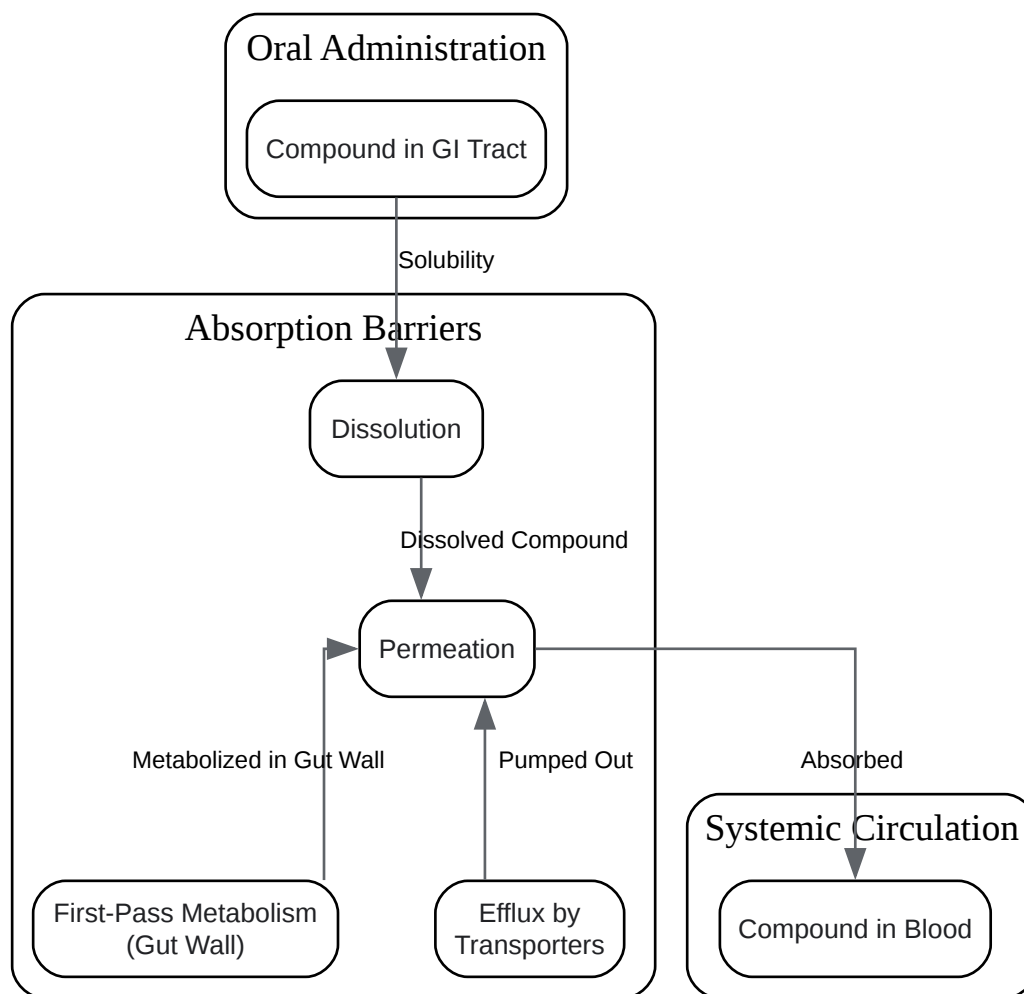 Oral Administration
Compound in GI Tract
Solubility
Absorption Barriers
Dissolution
Dissolved Compound
Permeation
Metabolized in Gut Wall
Pumped Out
Absorbed
Systemic Circulation
First-Pass Metabolism
(Gut Wall)
Efflux by
Transporters
Compound in Blood